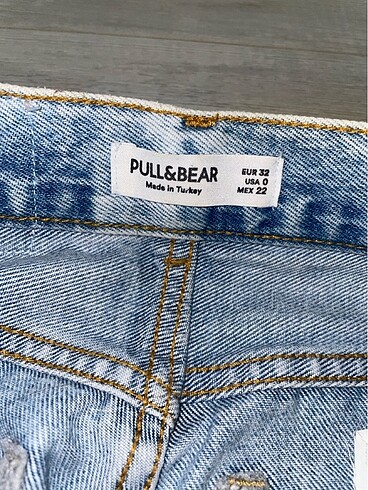 PULL&BEAR
Made in Turkey
EUR 32
USA 0
MEX 22